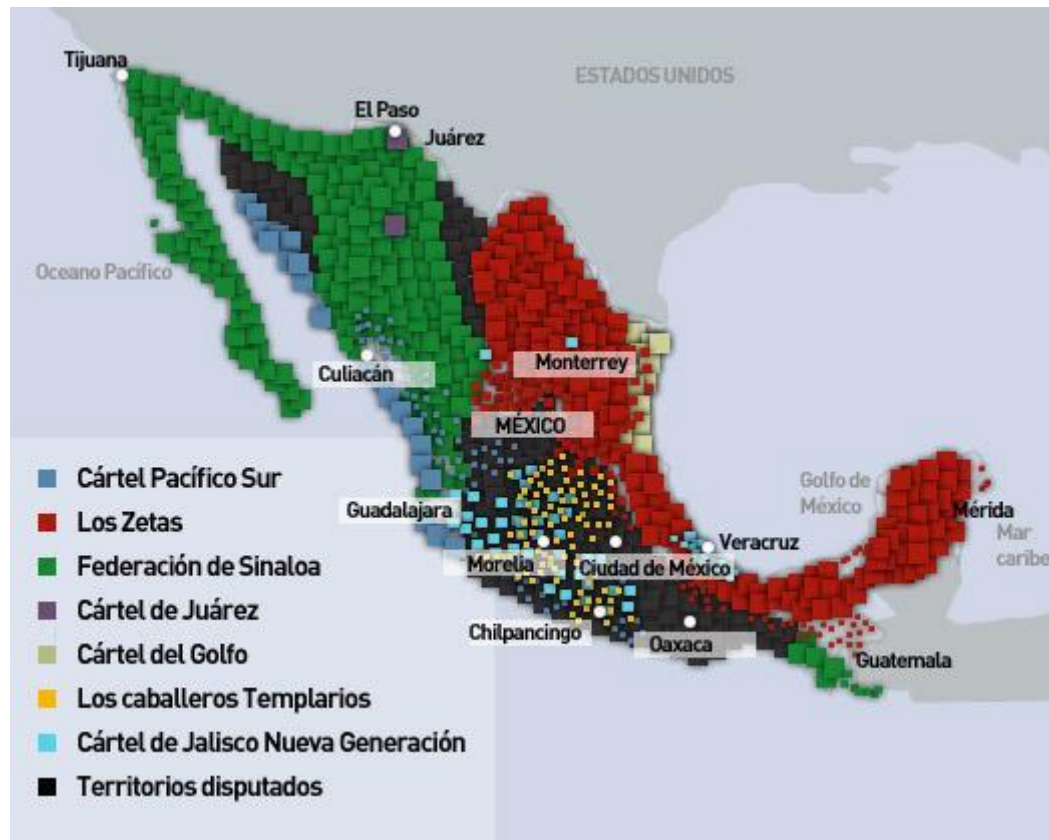 Tijuana
ESTADOS UNIDOS
El Paso
Juárez
Oceano Pacífico
Culiacán
Monterrey
MÉXICO
Golfo de
México
Mérida
Mar
caribe
Guadalajara
Morelia
Ciudad de México
Veracruz
Chilpancingo
Oaxaca
Guatemala
Cártel Pacífico Sur
Los Zetas
Federación de Sinaloa
Cártel de Juárez
Cártel del Golfo
Los caballeros Templarios
Cártel de Jalisco Nueva Generación
Territorios disputados